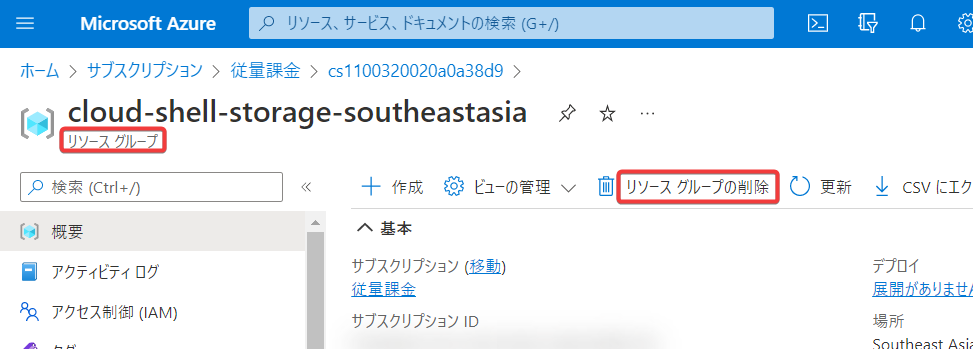 Microsoft Azure
リソース、サービス、ドキュメントの検索 (G+/)
ホーム > サブスクリプション > 従量課金 > cs1100320020a0a38d9 >
cloud-shell-storage-southeastasia
リソース グループ
検索 (Ctrl+/)
作成 ビューの管理 リソース グループの削除 更新 CSV にエク
概要
基本
アクティビティ ログ
サブスクリプション (移動)
デプロイ
従量課金
展開がありません
アクセス制御 (IAM)
サブスクリプション ID
場所
Southeast Asia
タグ